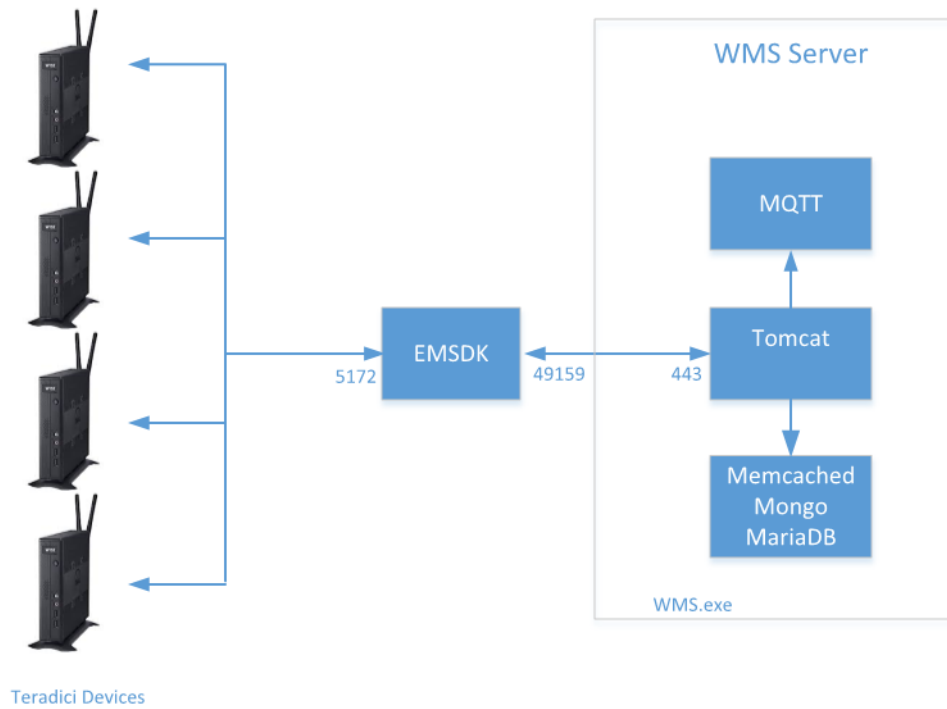 WMS Server
MQTT
Tomcat
EMSDK
5172
49159
443
Memcached
Mongo
MariaDB
WMS.exe
Teradici Devices